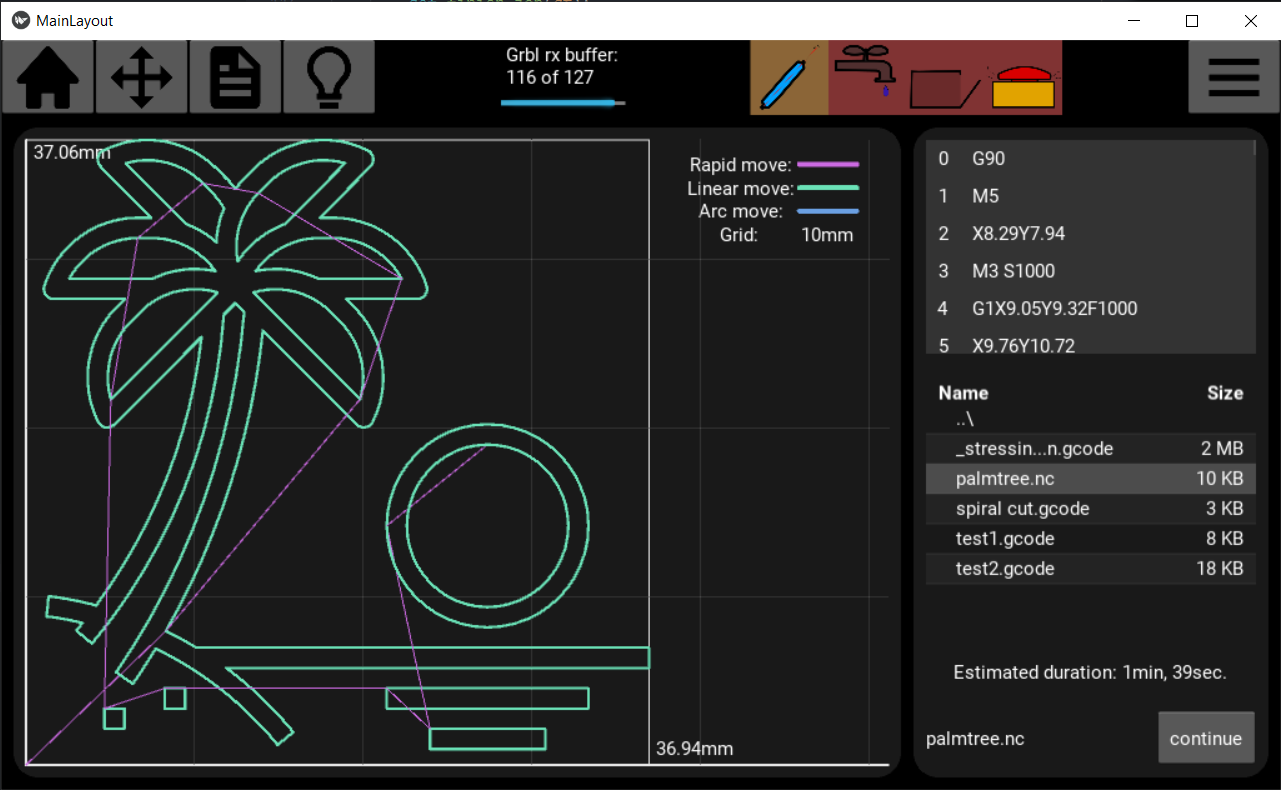 MainLayout
Grbl rx buffer:
116 of 127
37.06mm
Rapid move:
Linear move:
Arc move:
Grid: 10mm
36.94mm
0 G90
1 M5
2 X8.29Y7.94
3 M3 S1000
4 G1X9.05Y9.32F1000
5 X9.76Y10.72
Name Size
..\
_stressin...n.gcode 2 MB
palmtree.nc 10 KB
spiral cut.gcode 3 KB
test1.gcode 8 KB
test2.gcode 18 KB
Estimated duration: 1min, 39sec.
palmtree.nc continue